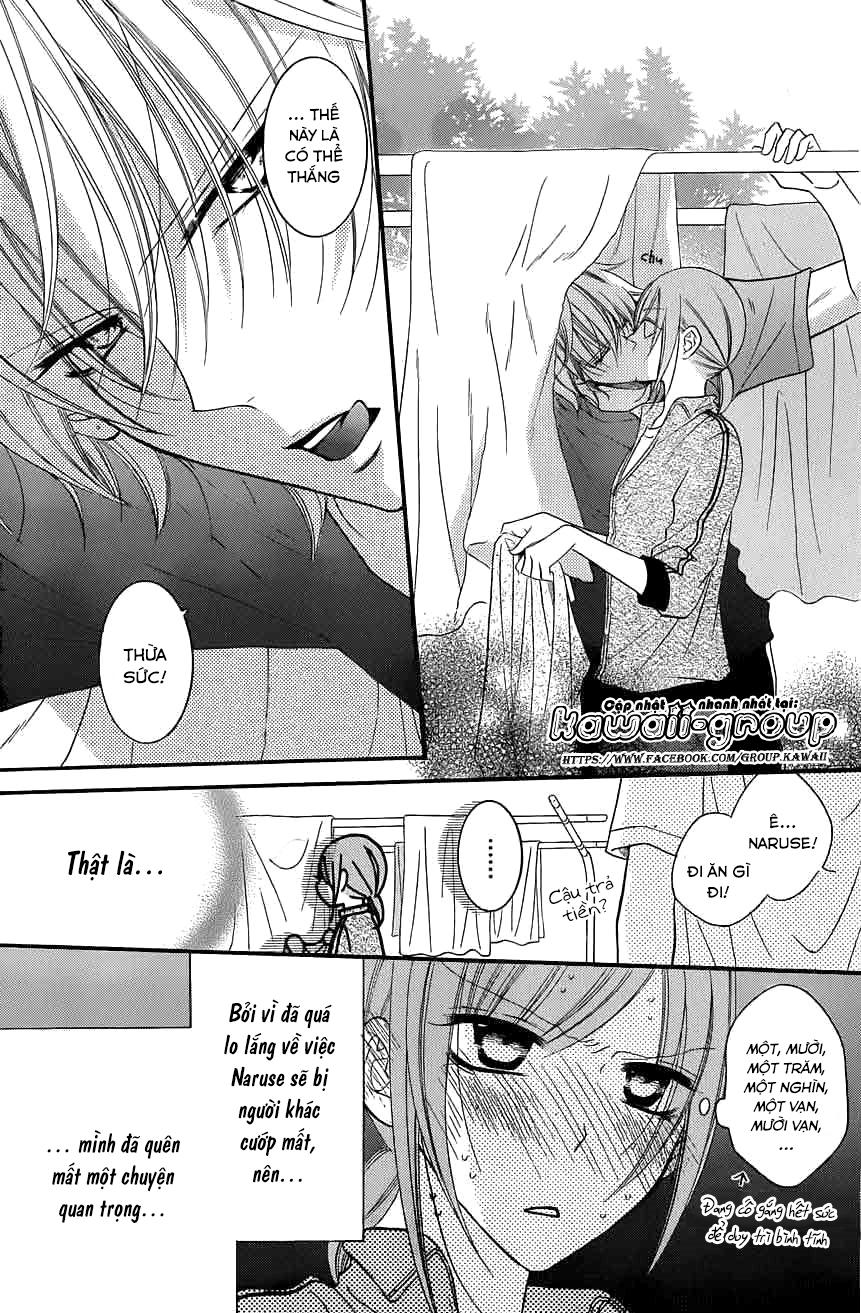 chu
... THẾ
NÀY LÀ
CÓ THỂ
THẮNG
THỪA
SỨC!
Cập nhật nhanh nhất tại:
kawaii-group
HTTPS://WWW.FACEBOOK.COM/GROUP.KAWAII
Ê...
NARUSE!
ĐI ĂN GÌ
ĐI!
Cậu trả
tiền?
......
Thật là...
MỘT, MƯỜI,
MỘT TRĂM,
MỘT NGHÌN,
MỘT VẠN,
MƯỜI VẠN,
...
Đang cố gắng hết sức
để duy trì bình tĩnh
Bởi vì đã quá
lo lắng về việc
Naruse sẽ bị
người khác
cướp mất,
nên...
... mình đã quên
mất một chuyện
quan trọng...